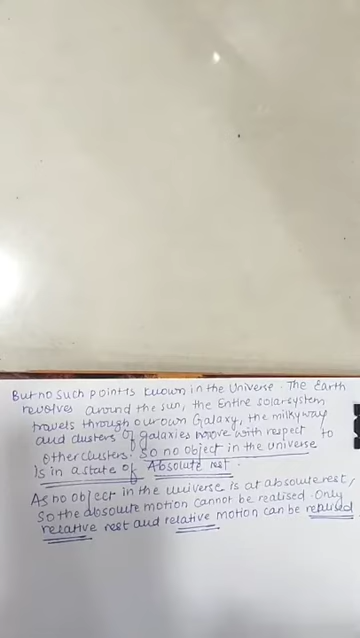 But no such point is known in the Universe. The Earth
revolves around the sun, the Entire solar system
travels through our own Galaxy, the milky way
and clusters of galaxies move with respect to
other clusters. So no object in the universe
Is in a state of Absolute rest.
As no object in the universe is at absolute rest,
so the absolute motion cannot be realised. Only
relative rest and relative motion can be realised